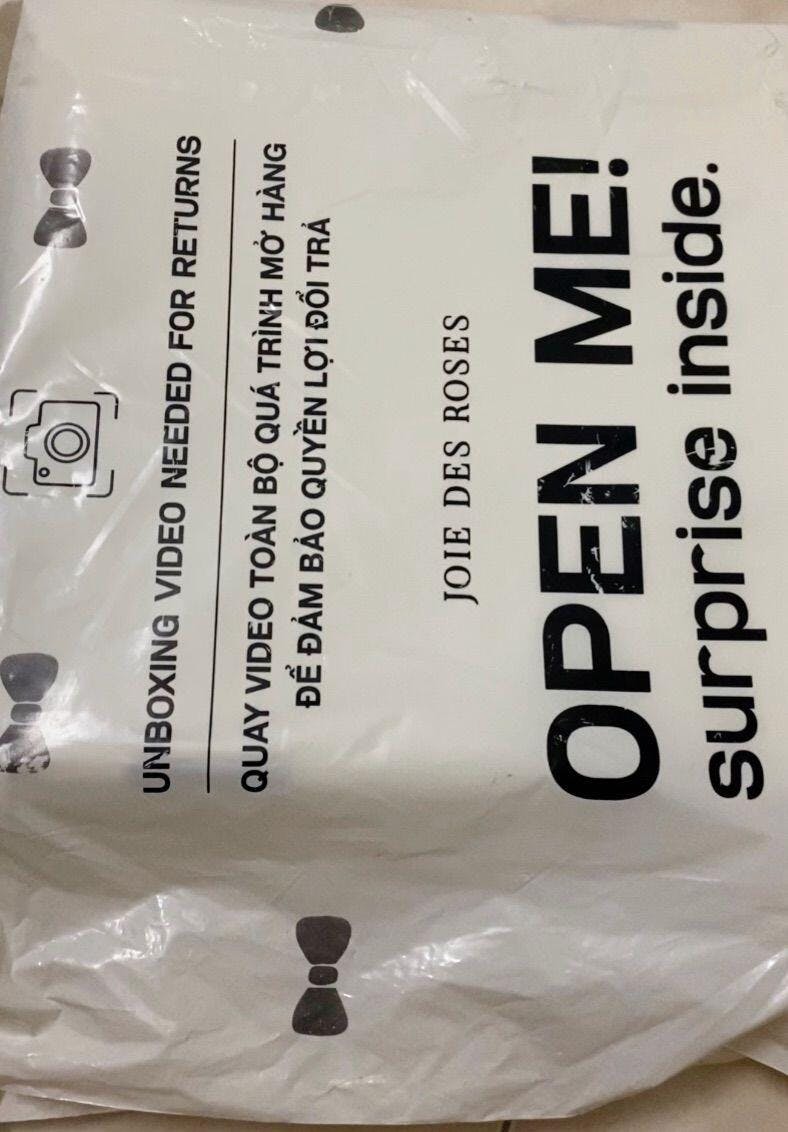 UNBOXING VIDEO NEEDED FOR RETURNS
QUAY VIDEO TOÀN BỘ QUÁ TRÌNH MỞ HÀNG
ĐỂ ĐẢM BẢO QUYỀN LỢI ĐỔI TRẢ
JOIE DES ROSES
OPEN ME!
surprise inside.